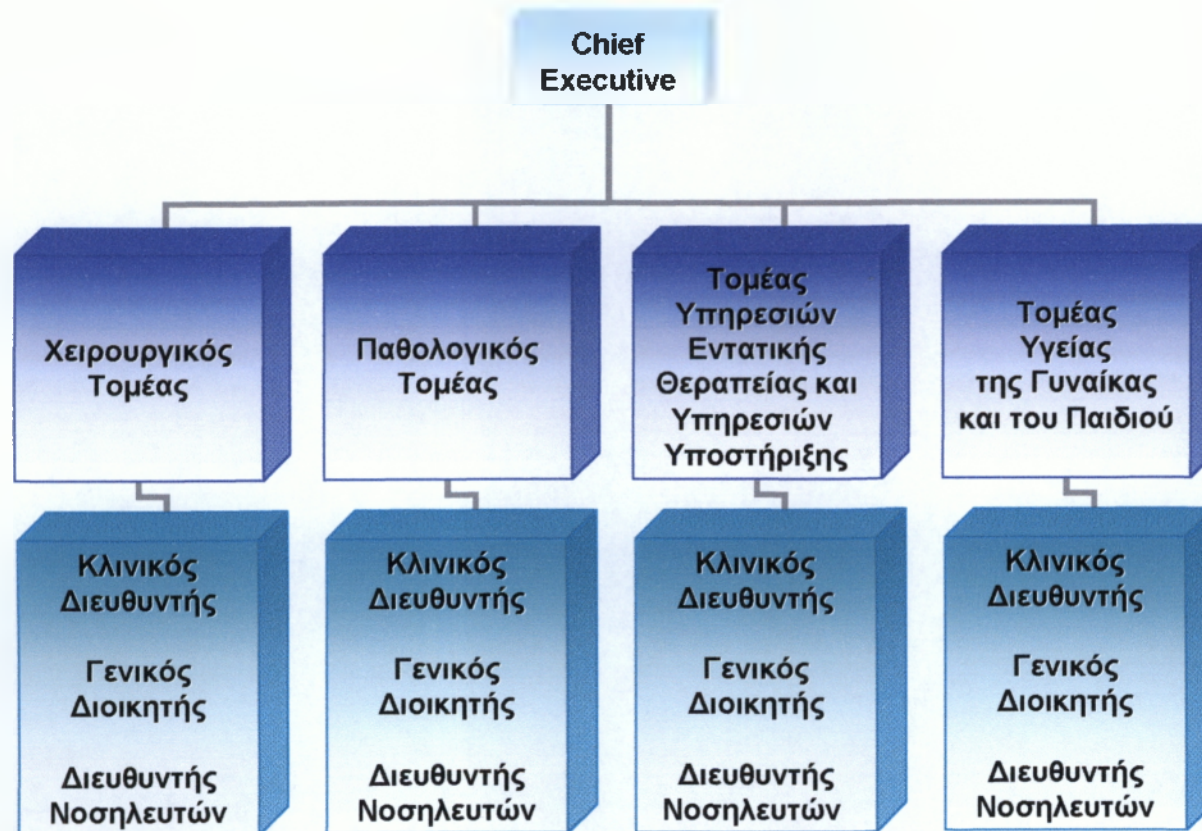 Chief
Executive
Χειρουργικός
Τομέας
Παθολογικός
Τομέας
Τομέας
Υπηρεσιών
Εντατικής
Θεραπείας και
Υπηρεσιών
Υποστήριξης
Τομέας
Υγείας
της Γυναίκας
και του Παιδιού
Κλινικός
Διευθυντής
Γενικός
Διοικητής
Διευθυντής
Νοσηλευτών
Κλινικός
Διευθυντής
Γενικός
Διοικητής
Διευθυντής
Νοσηλευτών
Κλινικός
Διευθυντής
Γενικός
Διοικητής
Διευθυντής
Νοσηλευτών
Κλινικός
Διευθυντής
Γενικός
Διοικητής
Διευθυντής
Νοσηλευτών